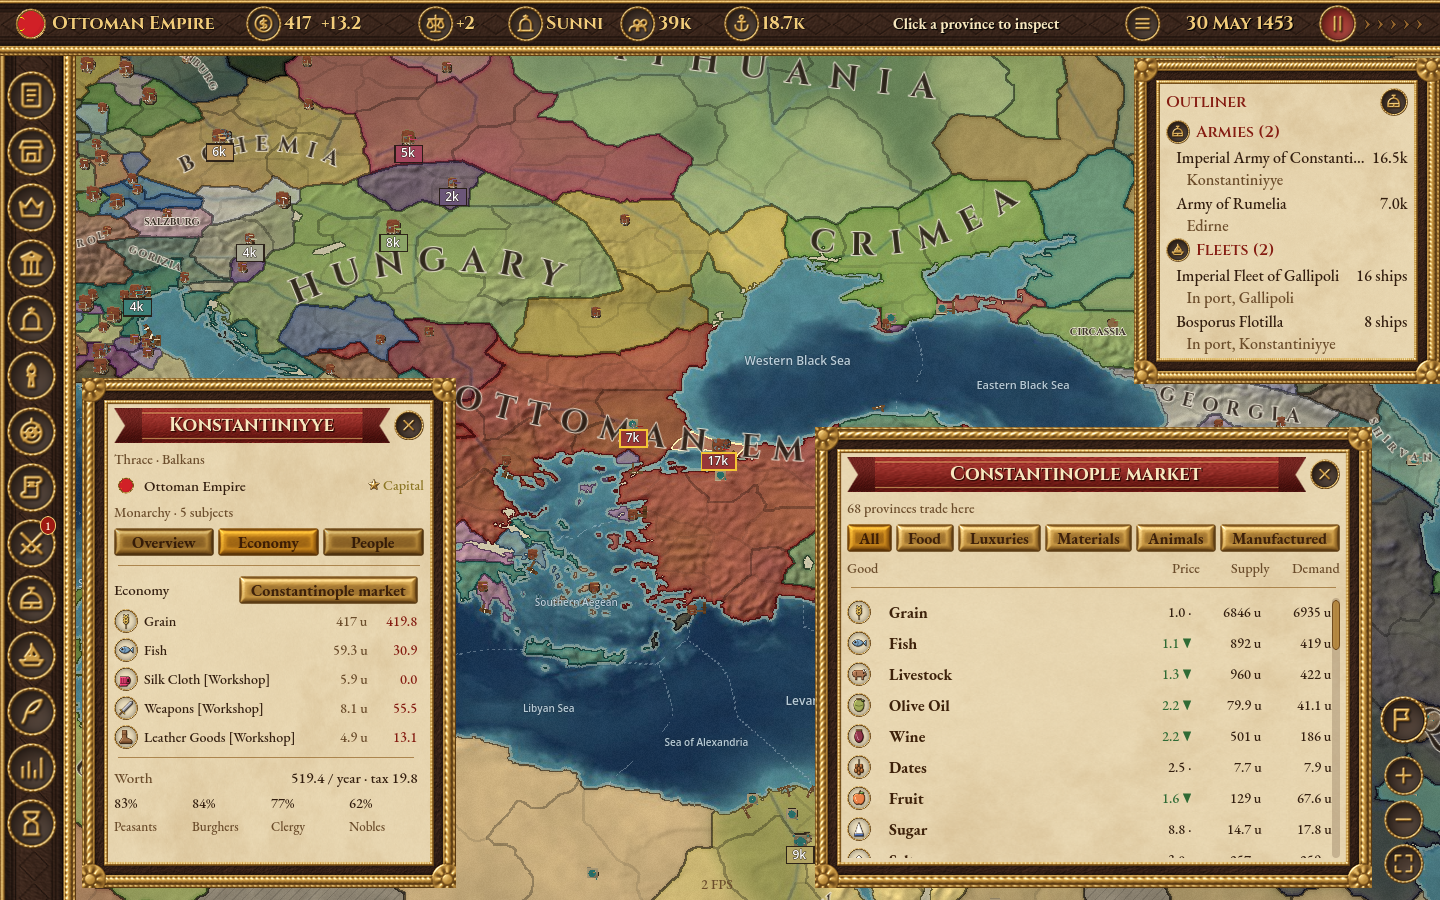 OTTOMAN EMPIRE 417 +13.2 +2 SUNNI 39K 18.7K Click a province to inspect 30 MAY 1453
THUANIA
BOHEMIA
6k
5k
2k
SALZBURG
GORIZIA
4k
8k
HUNGARY
4k
CRIMEA
CIRCASSIA
Western Black Sea
Eastern Black Sea
GEORGIA
SHIRVAN
OTTOMAN EM
7k
17k
Southern Aegean
Libyan Sea
Sea of Alexandria
Levan
9k
2 FPS
OUTLINER
ARMIES (2)
Imperial Army of Constanti... 16.5k
Konstantiniyye
Army of Rumelia 7.0k
Edirne
FLEETS (2)
Imperial Fleet of Gallipoli 16 ships
In port, Gallipoli
Bosporus Flotilla 8 ships
In port, Konstantiniyye
1
KONSTANTINIYYE
Thrace · Balkans
Ottoman Empire Capital
Monarchy · 5 subjects
Overview Economy People
Economy Constantinople market
Grain 417 u 419.8
Fish 59.3 u 30.9
Silk Cloth [Workshop] 5.9 u 0.0
Weapons [Workshop] 8.1 u 55.5
Leather Goods [Workshop] 4.9 u 13.1
Worth 519.4 / year · tax 19.8
83% 84% 77% 62%
Peasants Burghers Clergy Nobles
CONSTANTINOPLE MARKET
68 provinces trade here
All Food Luxuries Materials Animals Manufactured
Good Price Supply Demand
Grain 1.0 · 6846 u 6935 u
Fish 1.1 ▼ 892 u 419 u
Livestock 1.3 ▼ 960 u 422 u
Olive Oil 2.2 ▼ 79.9 u 41.1 u
Wine 2.2 ▼ 501 u 186 u
Dates 2.5 · 7.7 u 7.9 u
Fruit 1.6 ▼ 129 u 67.6 u
Sugar 8.8 · 14.7 u 17.8 u